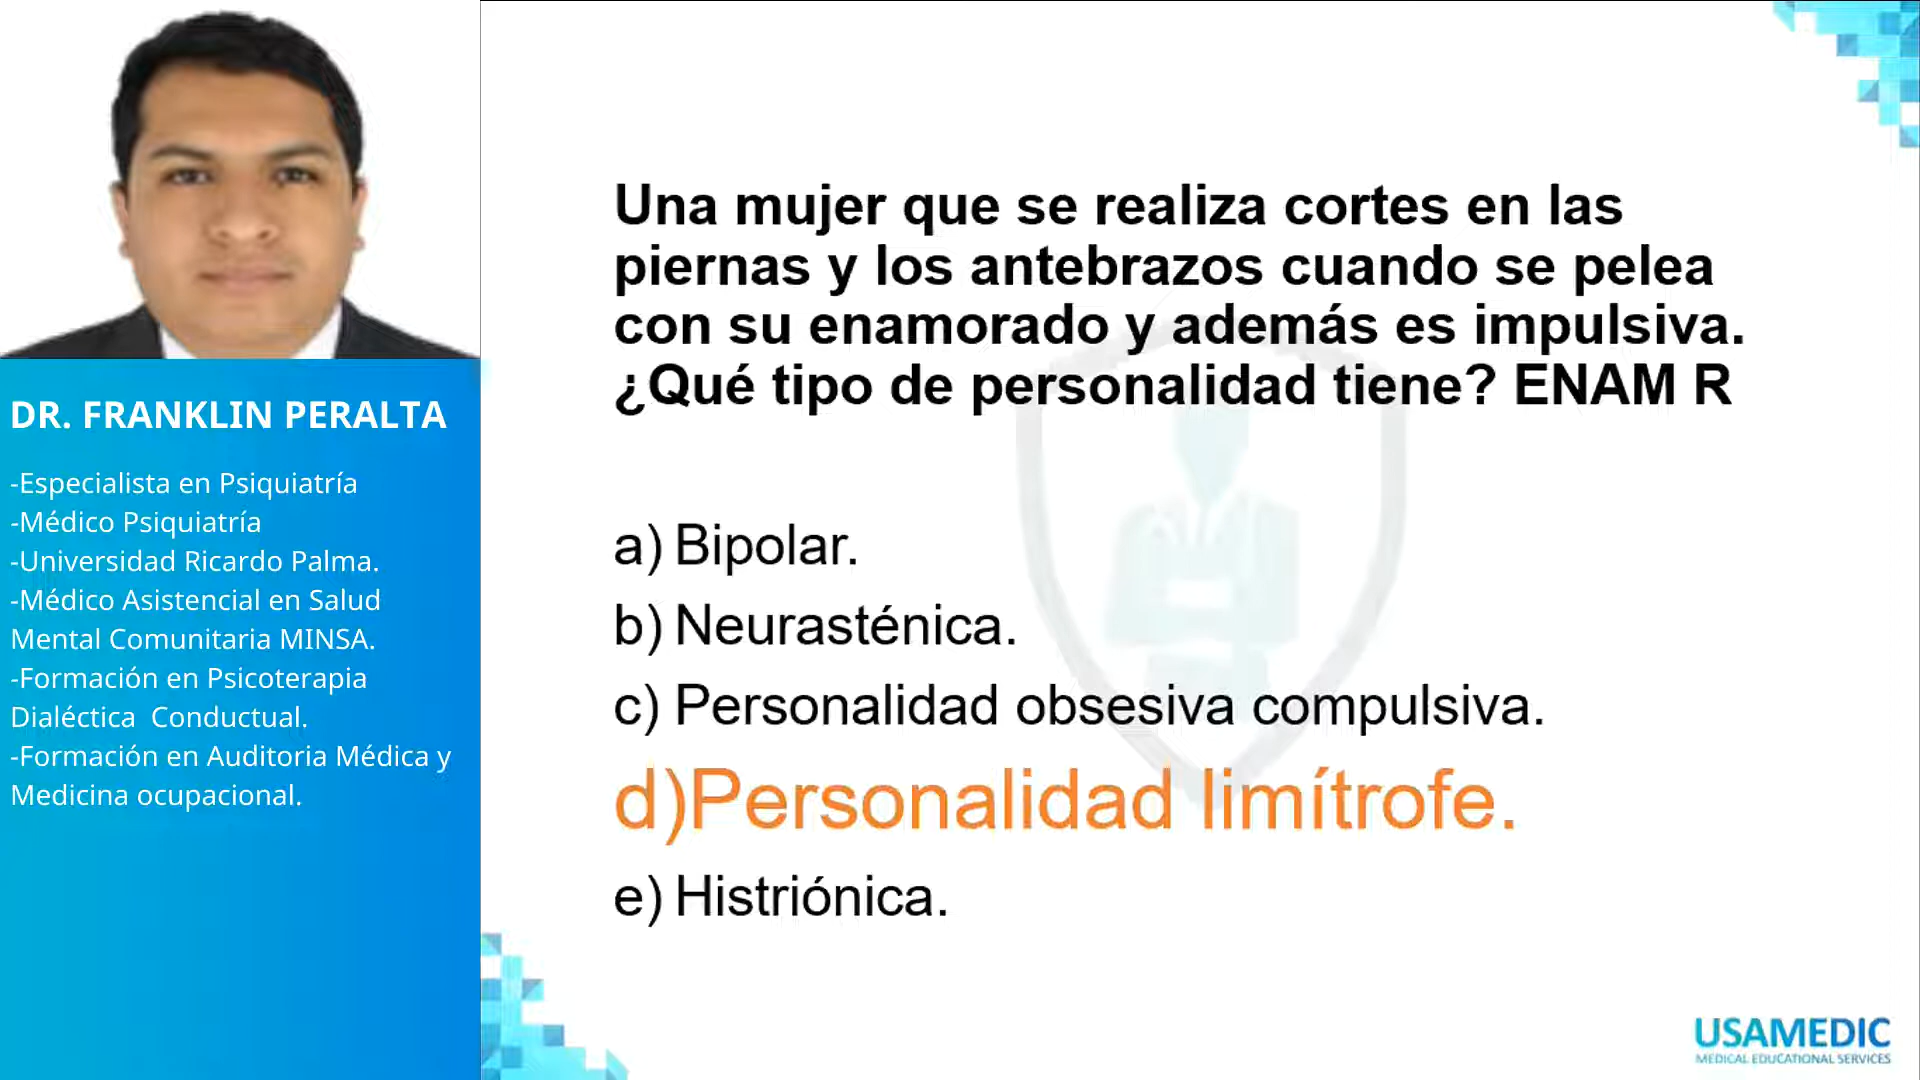 DR. FRANKLIN PERALTA
-Especialista en Psiquiatría
-Médico Psiquiatría
-Universidad Ricardo Palma.
-Médico Asistencial en Salud
Mental Comunitaria MINSA.
-Formación en Psicoterapia
Dialéctica  Conductual.
-Formación en Auditoria Médica y
Medicina ocupacional.
Una mujer que se realiza cortes en las
piernas y los antebrazos cuando se pelea
con su enamorado y además es impulsiva.
¿Qué tipo de personalidad tiene? ENAM R
a) Bipolar.
b) Neurasténica.
c) Personalidad obsesiva compulsiva.
d)Personalidad limítrofe.
e) Histriónica.
USAMEDIC
MEDICAL EDUCATIONAL SERVICES